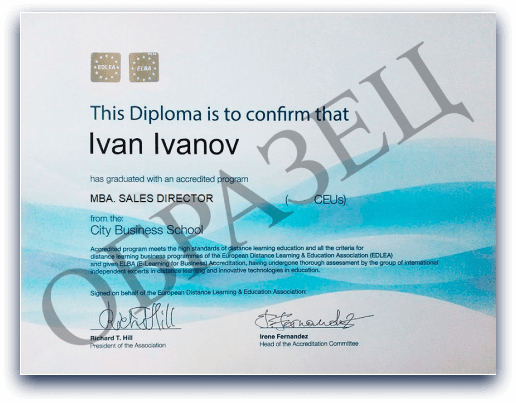 EDLEA ELBA
This Diploma is to confirm that
Ivan Ivanov
has graduated with an accredited program
MBA. SALES DIRECTOR ( CEUs)
from the:
City Business School
Accredited program meets the high standards of distance learning education and all the criteria for
distance learning business programmes of the European Distance Learning & Education Association (EDLEA)
and given ELBA (E-Learning for Business) Accreditation, having undergone thorough assessment by the group of international
independent experts in distance learning and innovative technologies in education.
Signed on behalf of the European Distance Learning & Education Association:
Richard T. Hill
President of the Association
Irene Fernandez
Head of the Accreditation Committee
ОБРАЗЕЦ